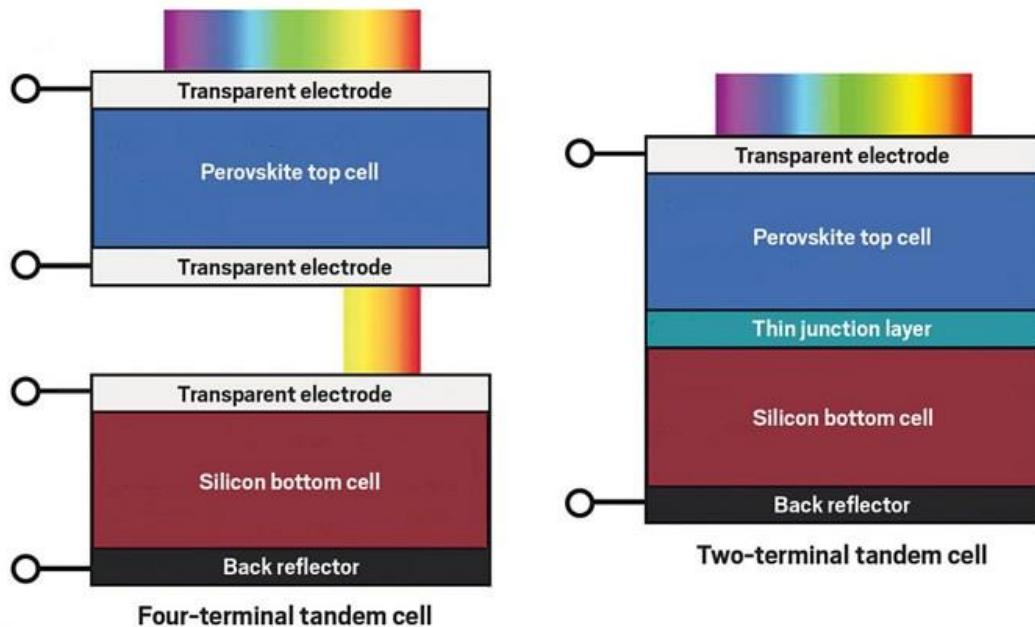 Transparent electrode
Perovskite top cell
Transparent electrode
Transparent electrode
Silicon bottom cell
Back reflector
Four-terminal tandem cell
Transparent electrode
Perovskite top cell
Thin junction layer
Silicon bottom cell
Back reflector
Two-terminal tandem cell